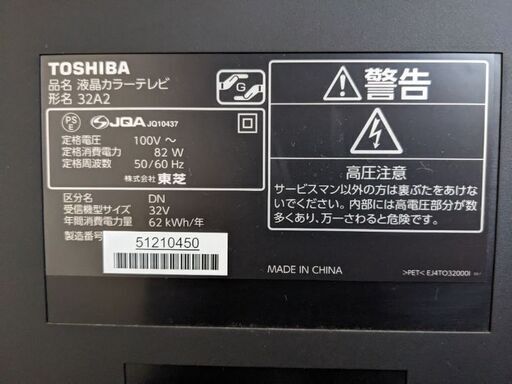 TOSHIBA
品名 液晶カラーテレビ
形名 32A2
G
PS
E
JQA JQ10437
定格電圧 100V ～
定格消費電力 82 W
定格周波数 50/60 Hz
株式会社 東芝
区分名 DN
受信機型サイズ 32V
年間消費電力量 62 kWh/年
製造番号 51210450
警告
高圧注意
サービスマン以外の方は裏ぶたをあけな
いでください。内部には高電圧部分が数
多くあり、万一さわると危険です。
MADE IN CHINA
>PET< EJ4TO32000I